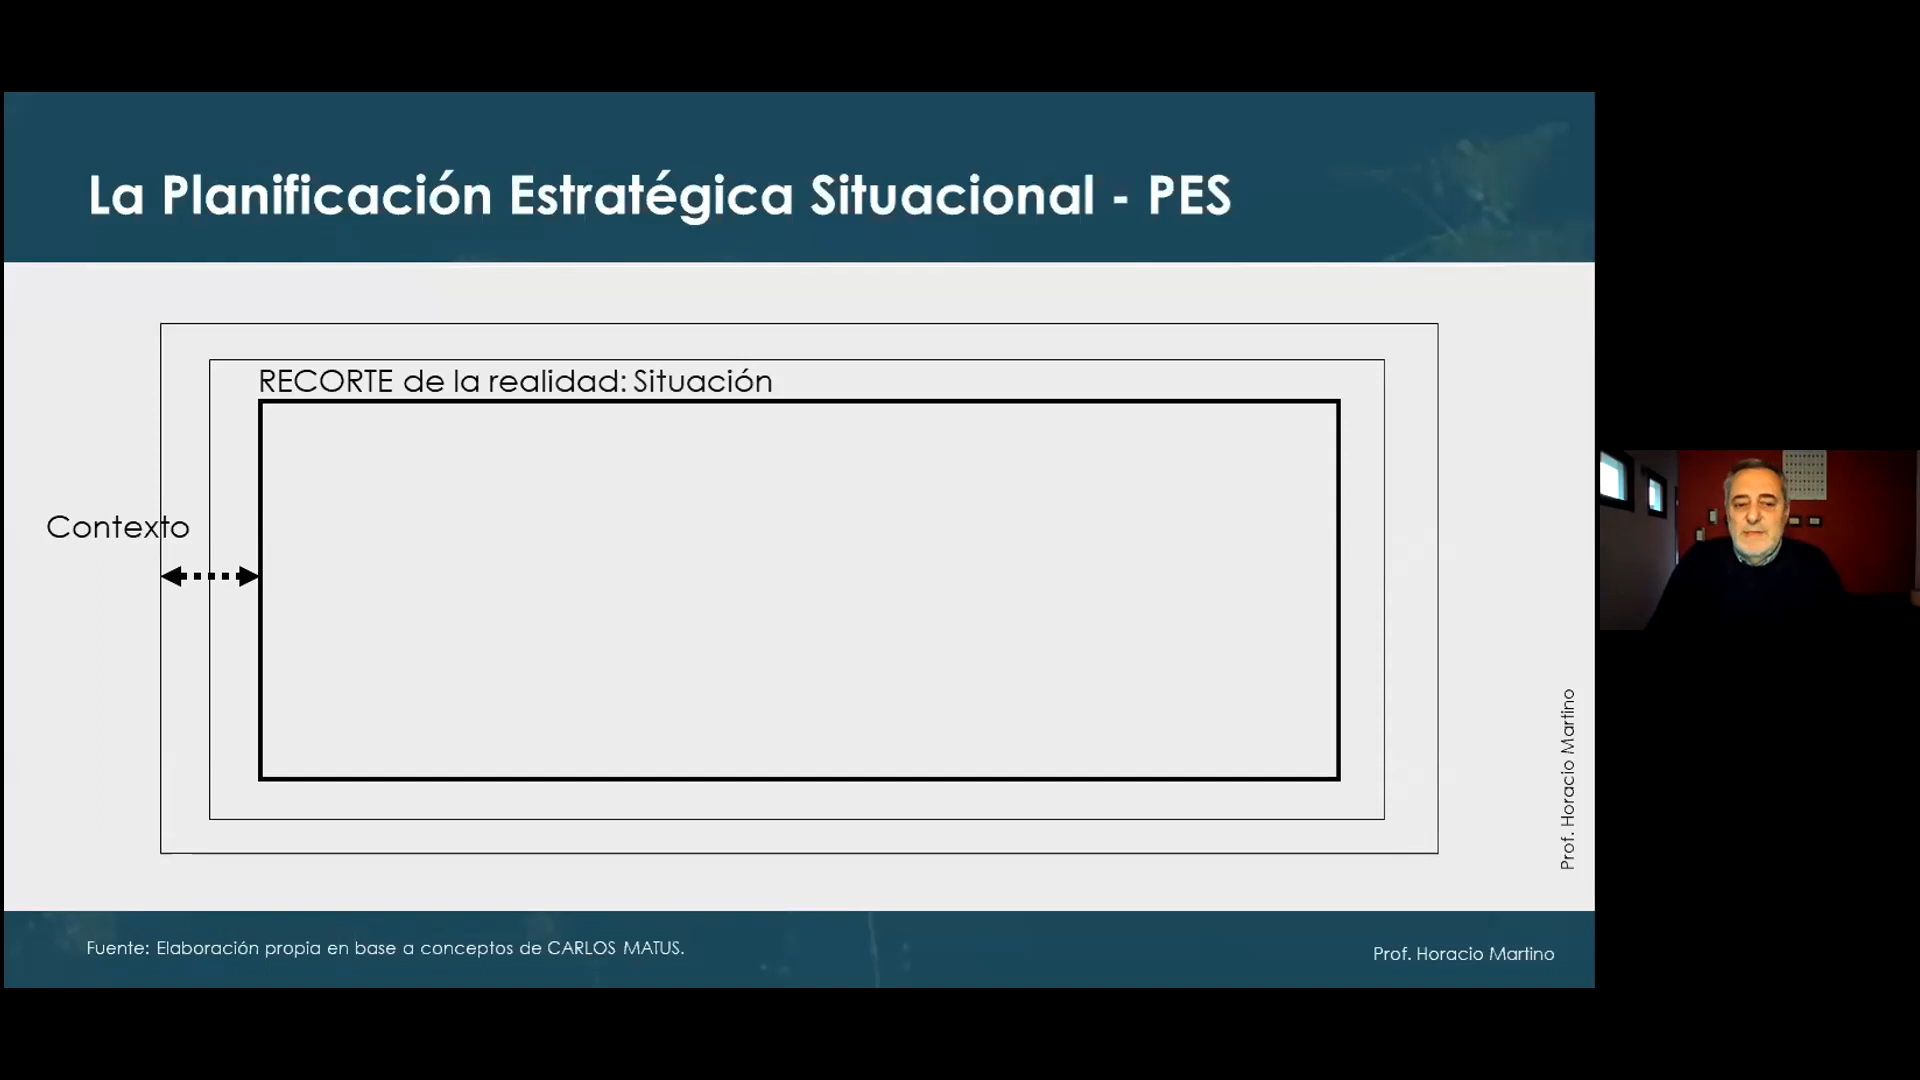 La Planificación Estratégica Situacional - PES
RECORTE de la realidad: Situación
Contexto
Prof. Horacio Martino
Fuente: Elaboración propia en base a conceptos de CARLOS MATUS.
Prof. Horacio Martino